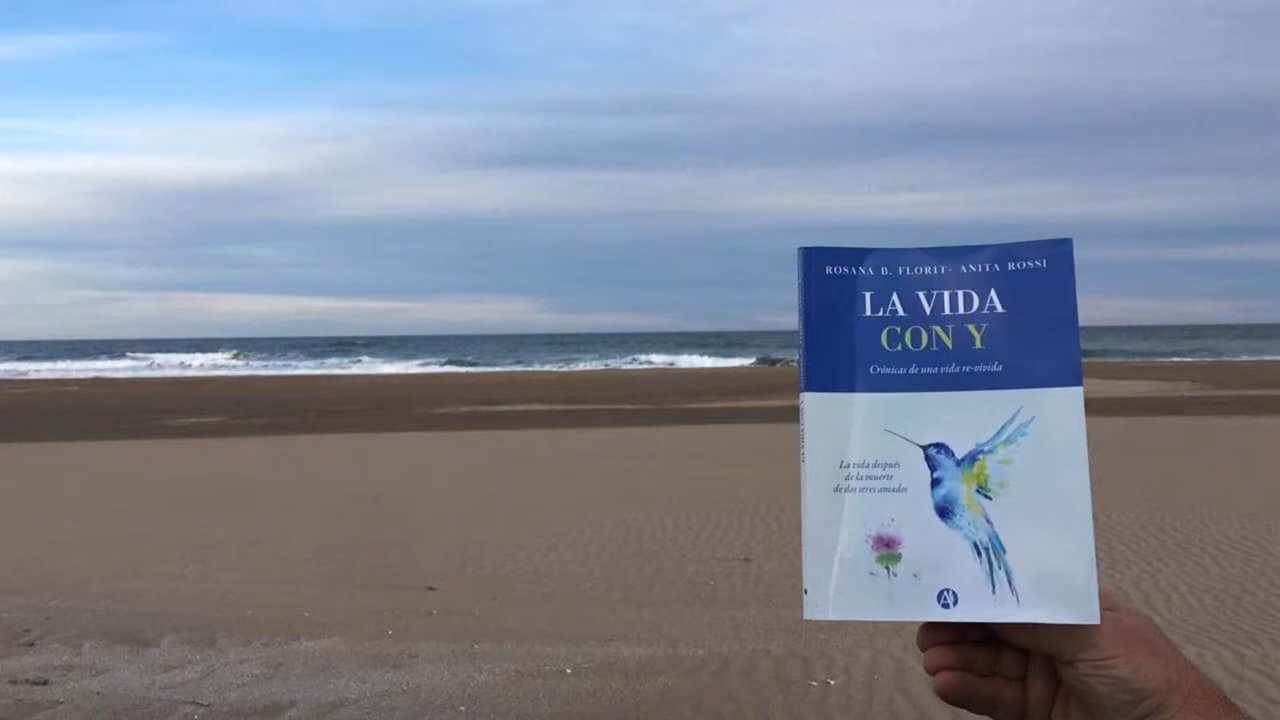 ROSANA B. FLORIT- ANITA ROSSI
LA VIDA
CON Y
Crónicas de una vida re-vivida
La vida después
de la muerte
de dos seres amados